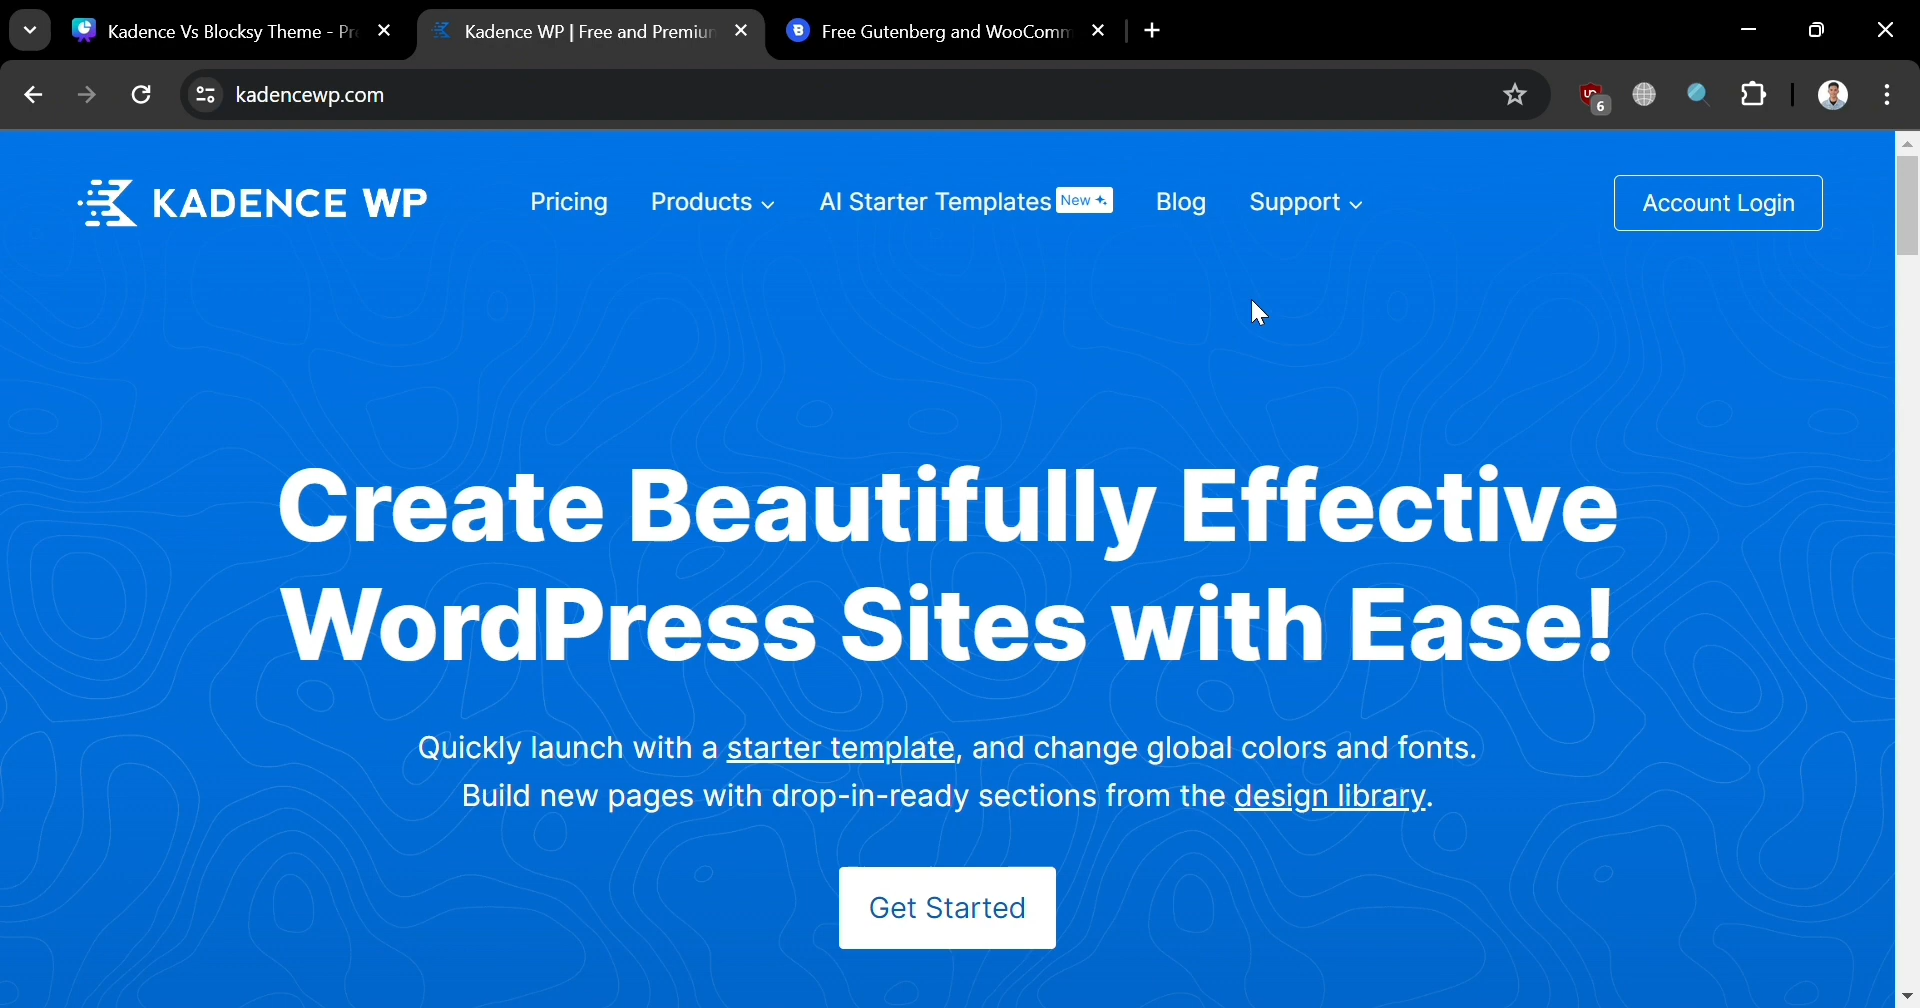 Kadence Vs Blocksy Theme - Pr
Kadence WP | Free and Premiun
Free Gutenberg and WooComm
kadencewp.com
6
KADENCE WP
Pricing
Products
AI Starter Templates New
Blog
Support
Account Login
Create Beautifully Effective
WordPress Sites with Ease!
Quickly launch with a starter template, and change global colors and fonts.
Build new pages with drop-in-ready sections from the design library.
Get Started